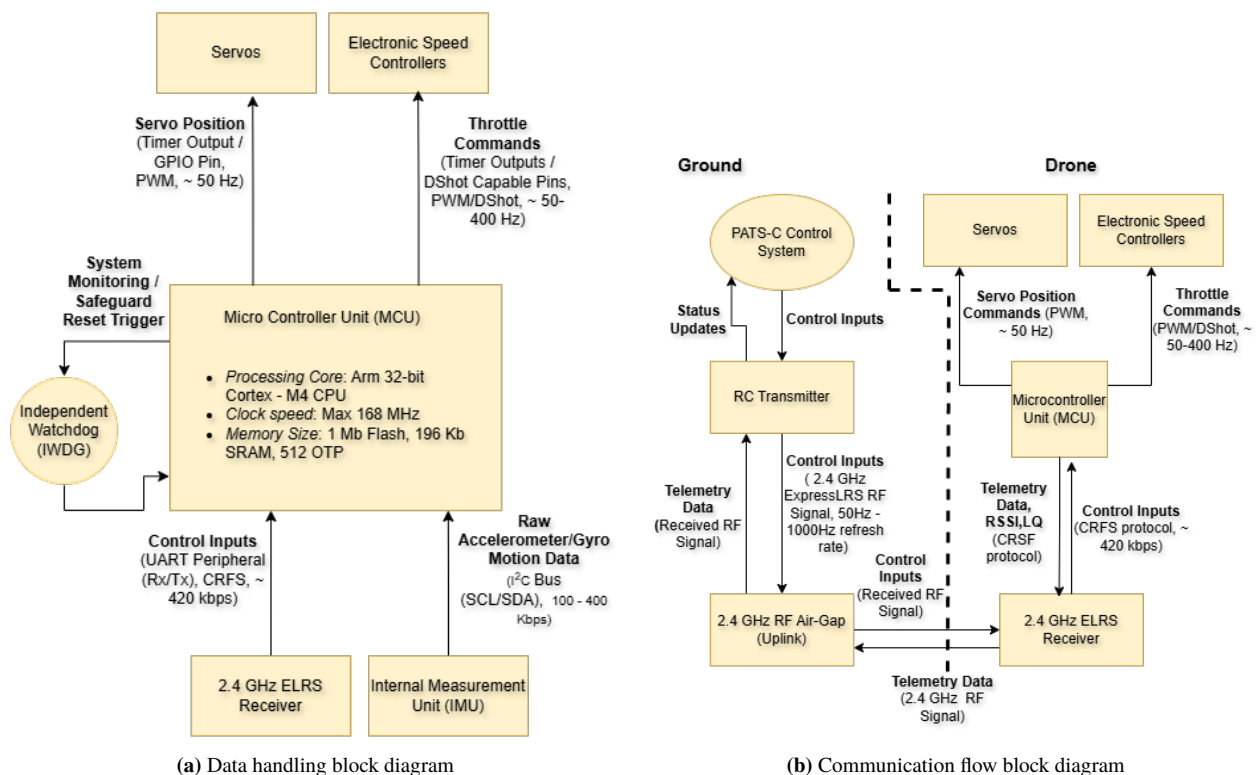 Servos
Electronic Speed
Controllers
Servo Position
(Timer Output /
GPIO Pin,
PWM, ~ 50 Hz)
Throttle
Commands
(Timer Outputs /
DShot Capable Pins,
PWM/DShot, ~ 50-
400 Hz)
System
Monitoring /
Safeguard
Reset Trigger
Micro Controller Unit (MCU)
• Processing Core: Arm 32-bit
Cortex - M4 CPU
• Clock speed: Max 168 MHz
• Memory Size: 1 Mb Flash, 196 Kb
SRAM, 512 OTP
Independent
Watchdog
(IWDG)
Control Inputs
(UART Peripheral
(Rx/Tx), CRFS, ~
420 kbps)
Raw
Accelerometer/Gyro
Motion Data
(I²C Bus
(SCL/SDA), 100 - 400
Kbps)
2.4 GHz ELRS
Receiver
Internal Measurement
Unit (IMU)
(a) Data handling block diagram
Ground
Drone
PATS-C Control
System
Servos
Electronic Speed
Controllers
Status
Updates
Control Inputs
Servo Position
Commands (PWM,
~ 50 Hz)
Throttle
Commands
(PWM/DShot, ~
50-400 Hz)
RC Transmitter
Microcontroller
Unit (MCU)
Telemetry
Data
(Received RF
Signal)
Control Inputs
( 2.4 GHz
ExpressLRS RF
Signal, 50Hz -
1000Hz refresh
rate)
Telemetry
Data,
RSSI,LQ
(CRSF
protocol)
Control Inputs
(CRFS protocol, ~
420 kbps)
Control
Inputs
(Received RF
Signal)
2.4 GHz RF Air-Gap
(Uplink)
2.4 GHz ELRS
Receiver
Telemetry Data
(2.4 GHz RF
Signal)
(b) Communication flow block diagram